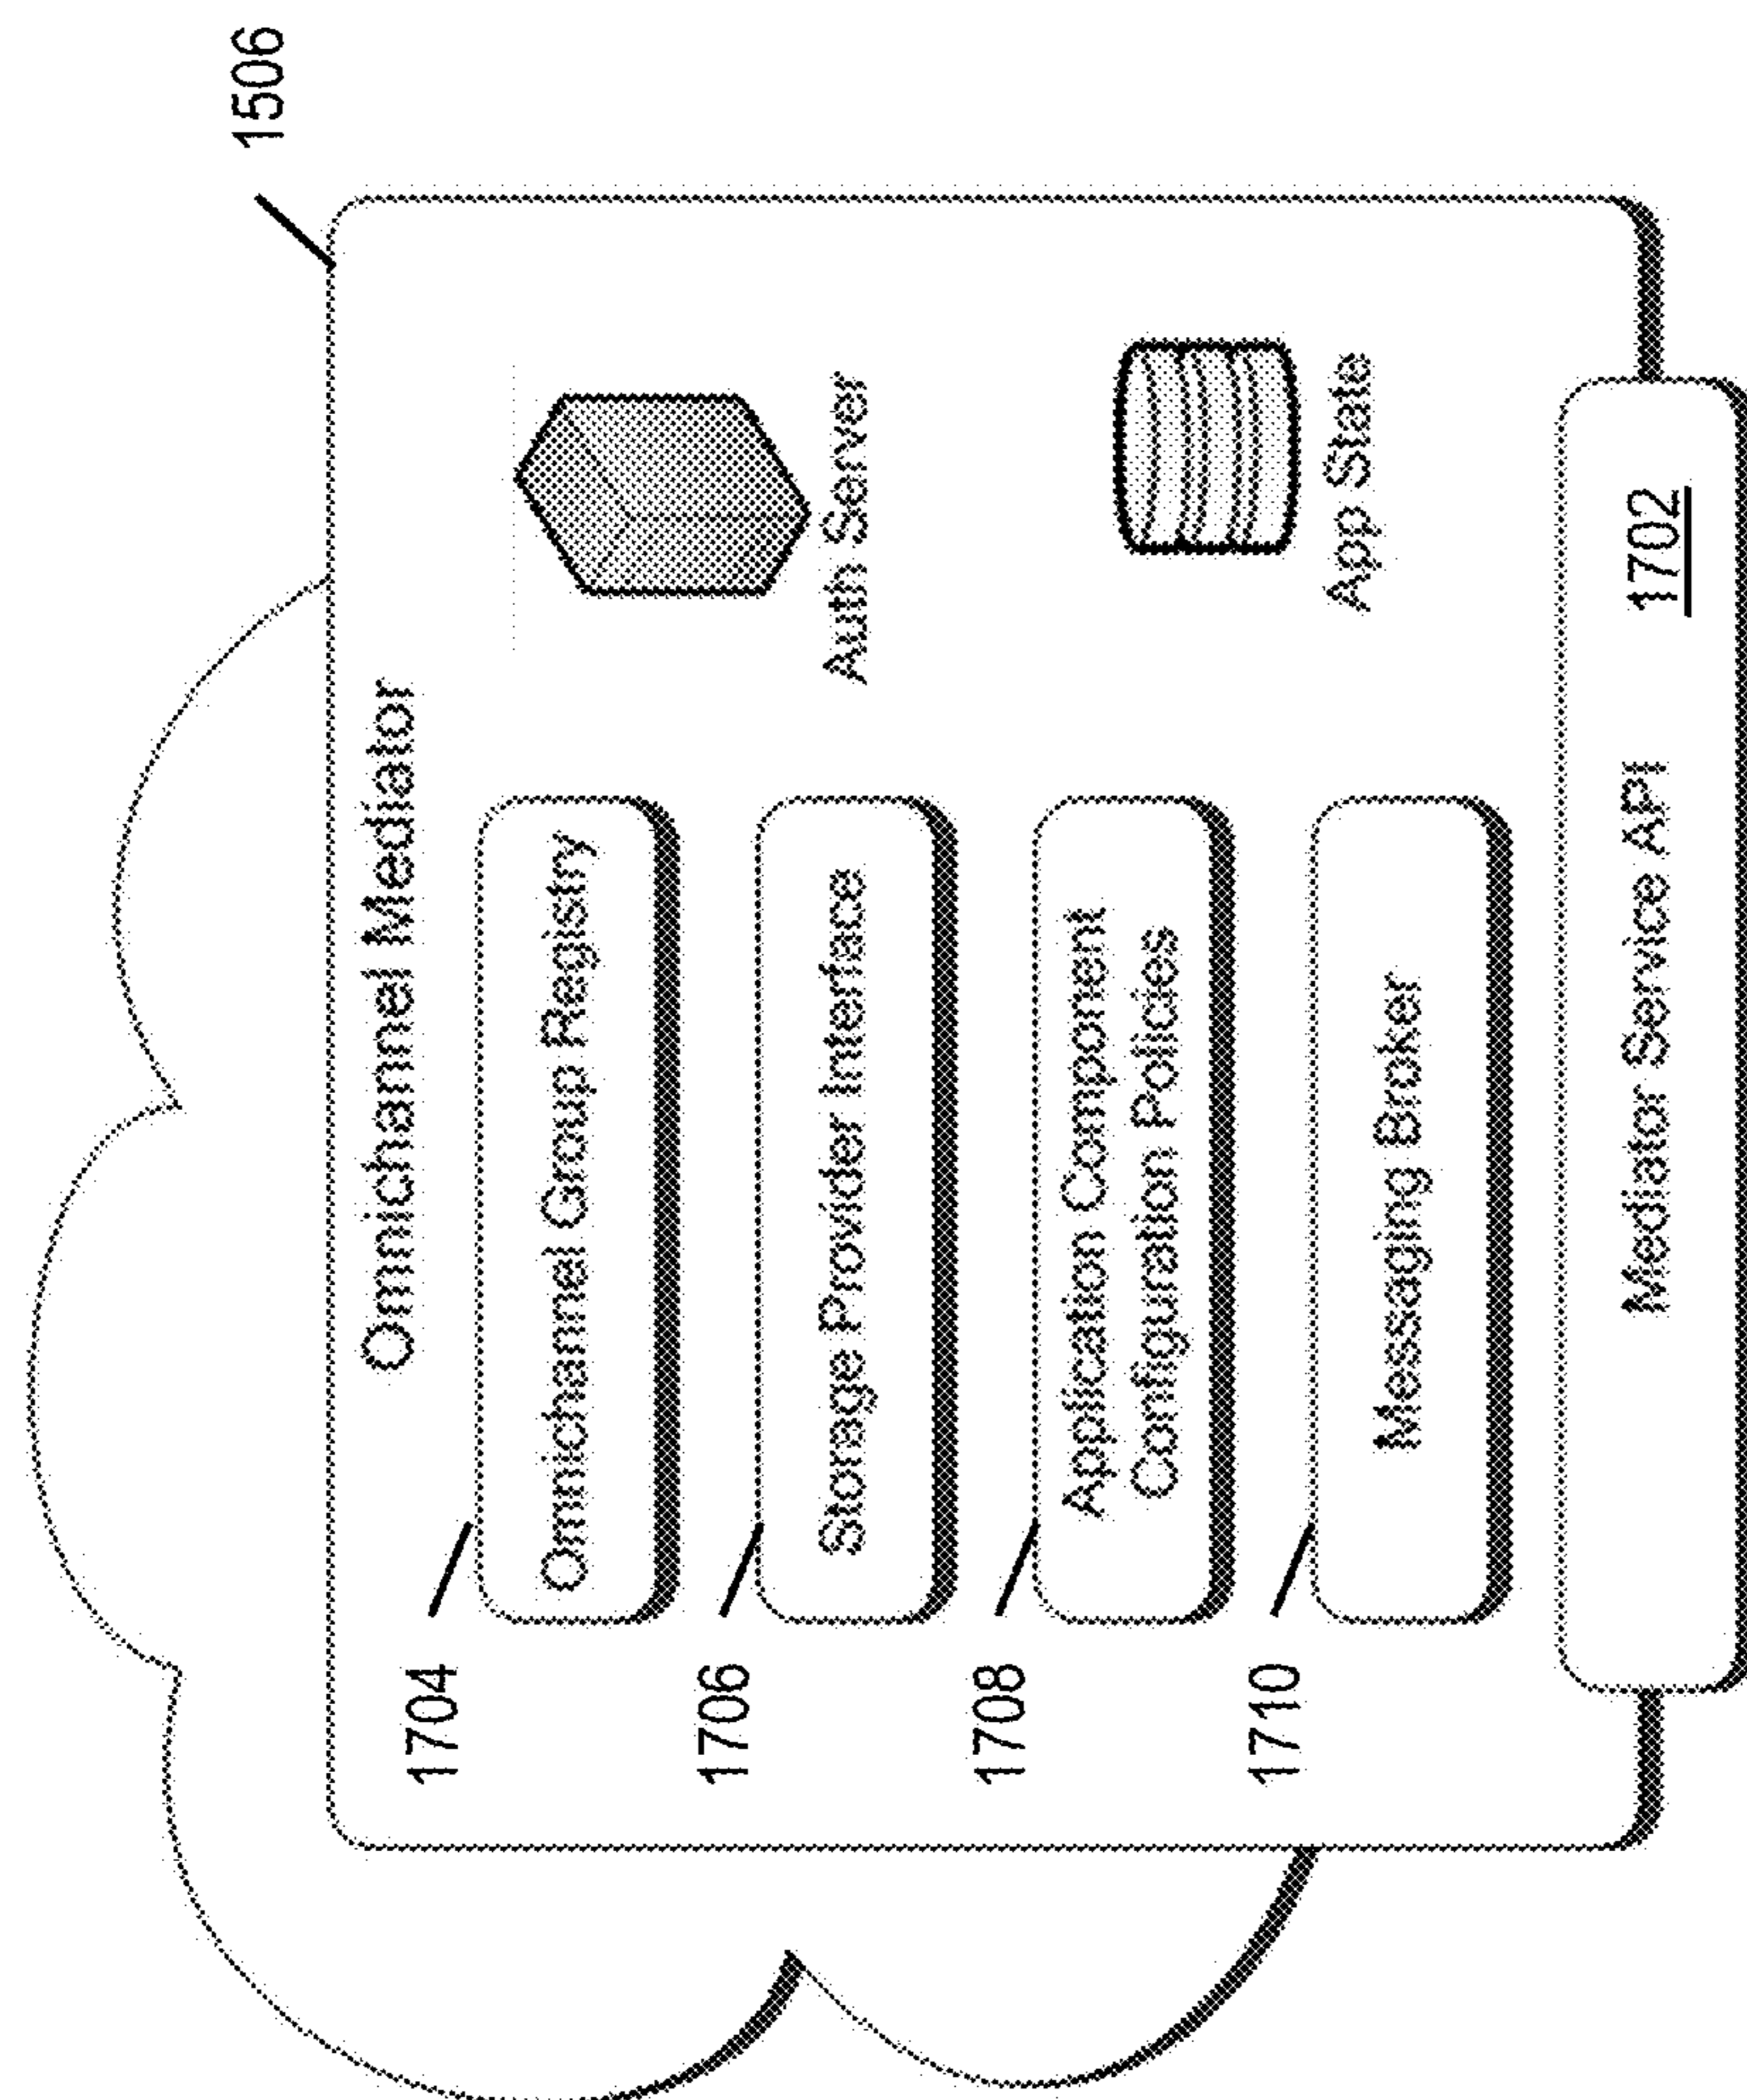 1506
Omnichannel Mediator
1704
Omnichannel Group Registry
Auth Server
1706
Storage Provider Interface
1708
Application Component
Configuration Policies
App State
1710
Messaging Broker
Mediator Service API
1702